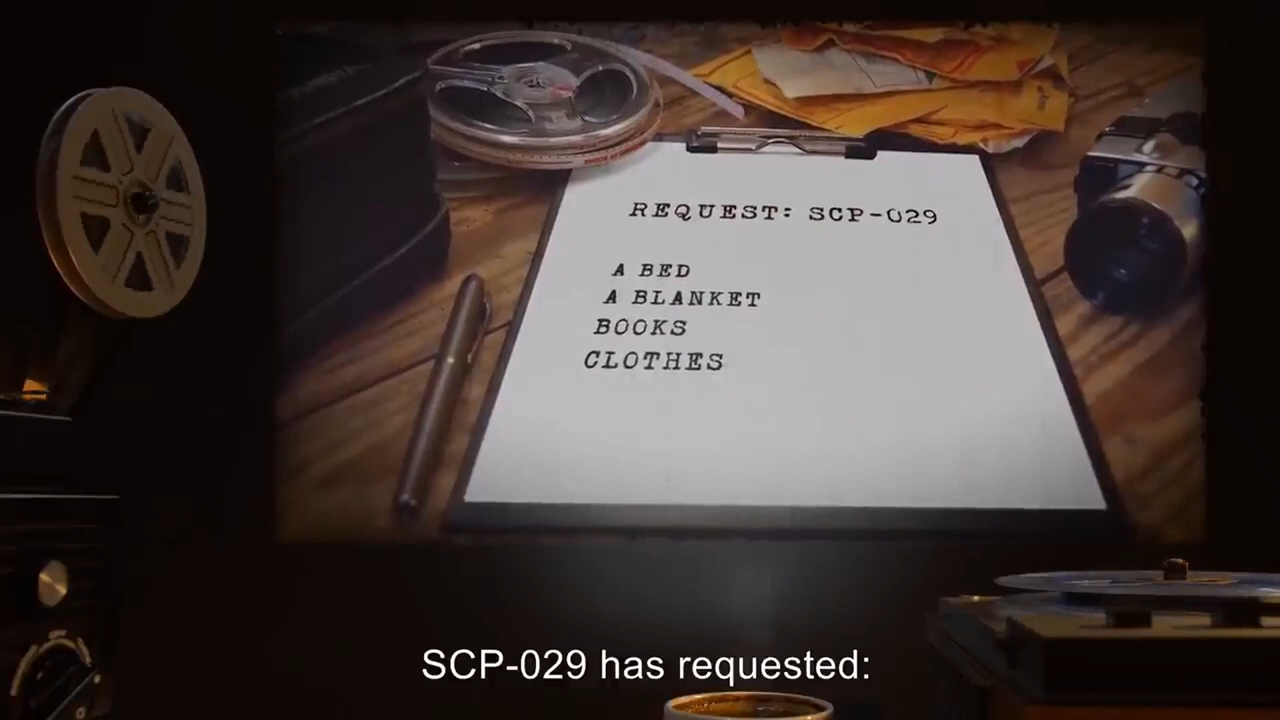 REQUEST: SCP-029
A BED
A BLANKET
BOOKS
CLOTHES
SCP-029 has requested: